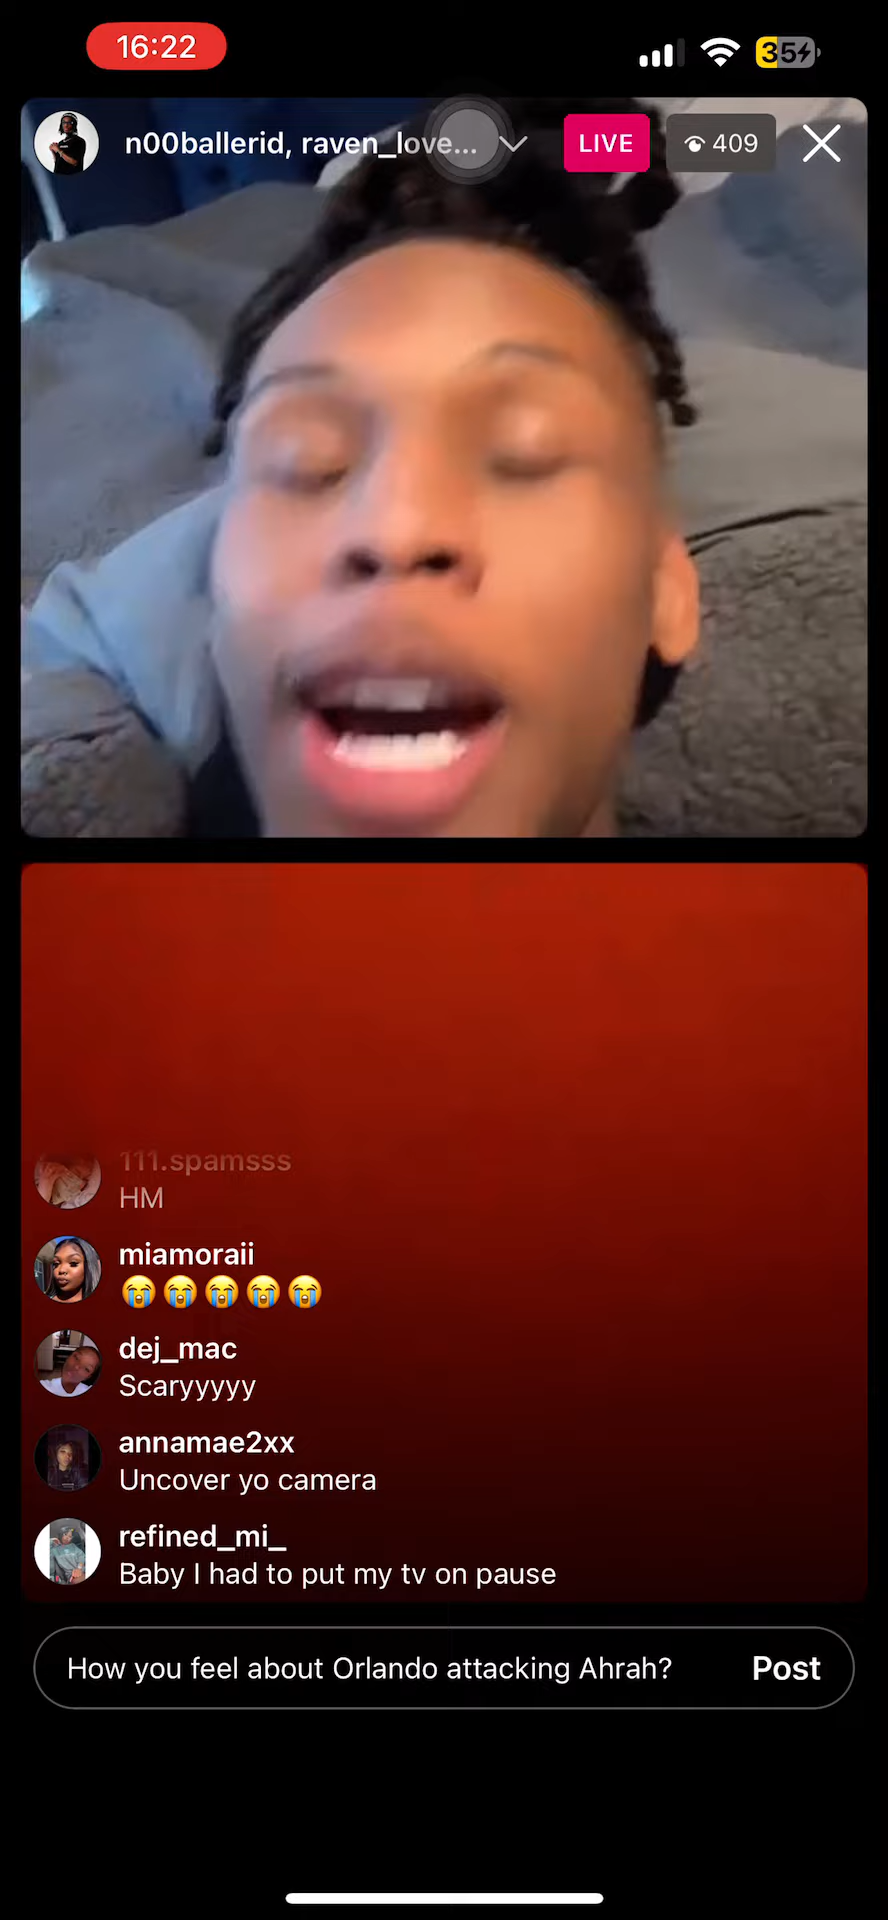 16:22
35
n00ballerid, raven_love...
LIVE
409
111.spamsss
HM
miamoraii
😭😭😭😭😭
dej_mac
Scaryyyyy
annamae2xx
Uncover yo camera
refined_mi_
Baby I had to put my tv on pause
How you feel about Orlando attacking Ahrah?
Post